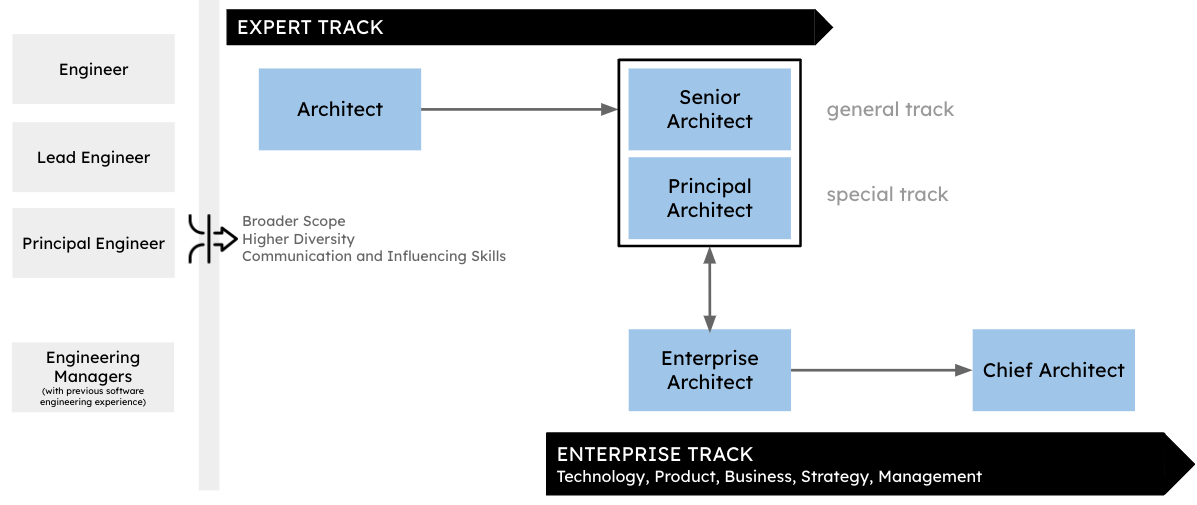 EXPERT TRACK
Engineer
Lead Engineer
Principal Engineer
Engineering
Managers
(with previous software
engineering experience)
Architect
Senior
Architect
general track
Principal
Architect
special track
Broader Scope
Higher Diversity
Communication and Influencing Skills
Enterprise
Architect
Chief Architect
ENTERPRISE TRACK
Technology, Product, Business, Strategy, Management